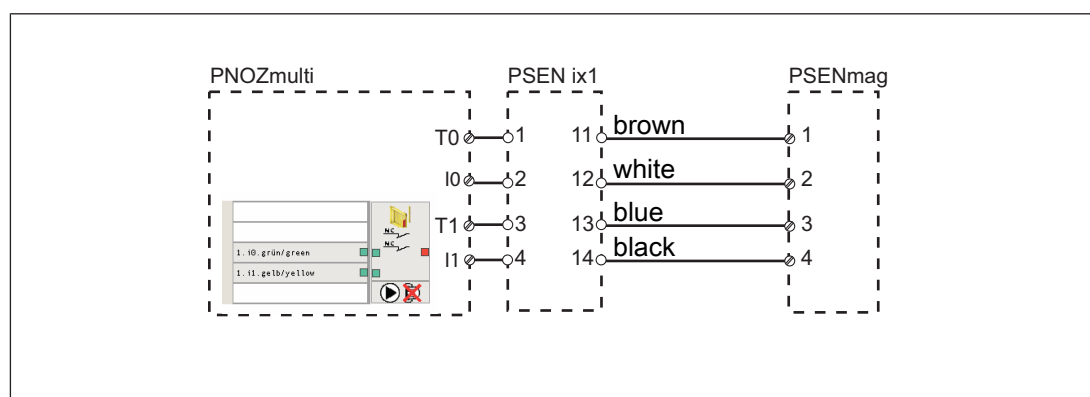 PNOZmulti PSEN ix1 PSENmag
T0 1 11 brown 1
I0 2 12 white 2
T1 3 13 blue 3
I1 4 14 black 4
NC
NC
1.i0.grün/green
1.i1.gelb/yellow